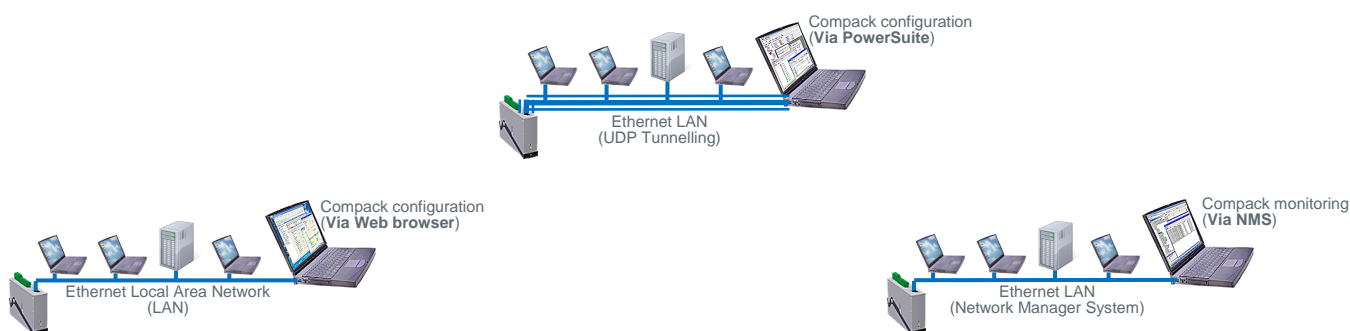 Compack configuration
(Via PowerSuite)
Ethernet LAN
(UDP Tunnelling)
Compack configuration
(Via Web browser)
Ethernet Local Area Network
(LAN)
Compack monitoring
(Via NMS)
Ethernet LAN
(Network Manager System)